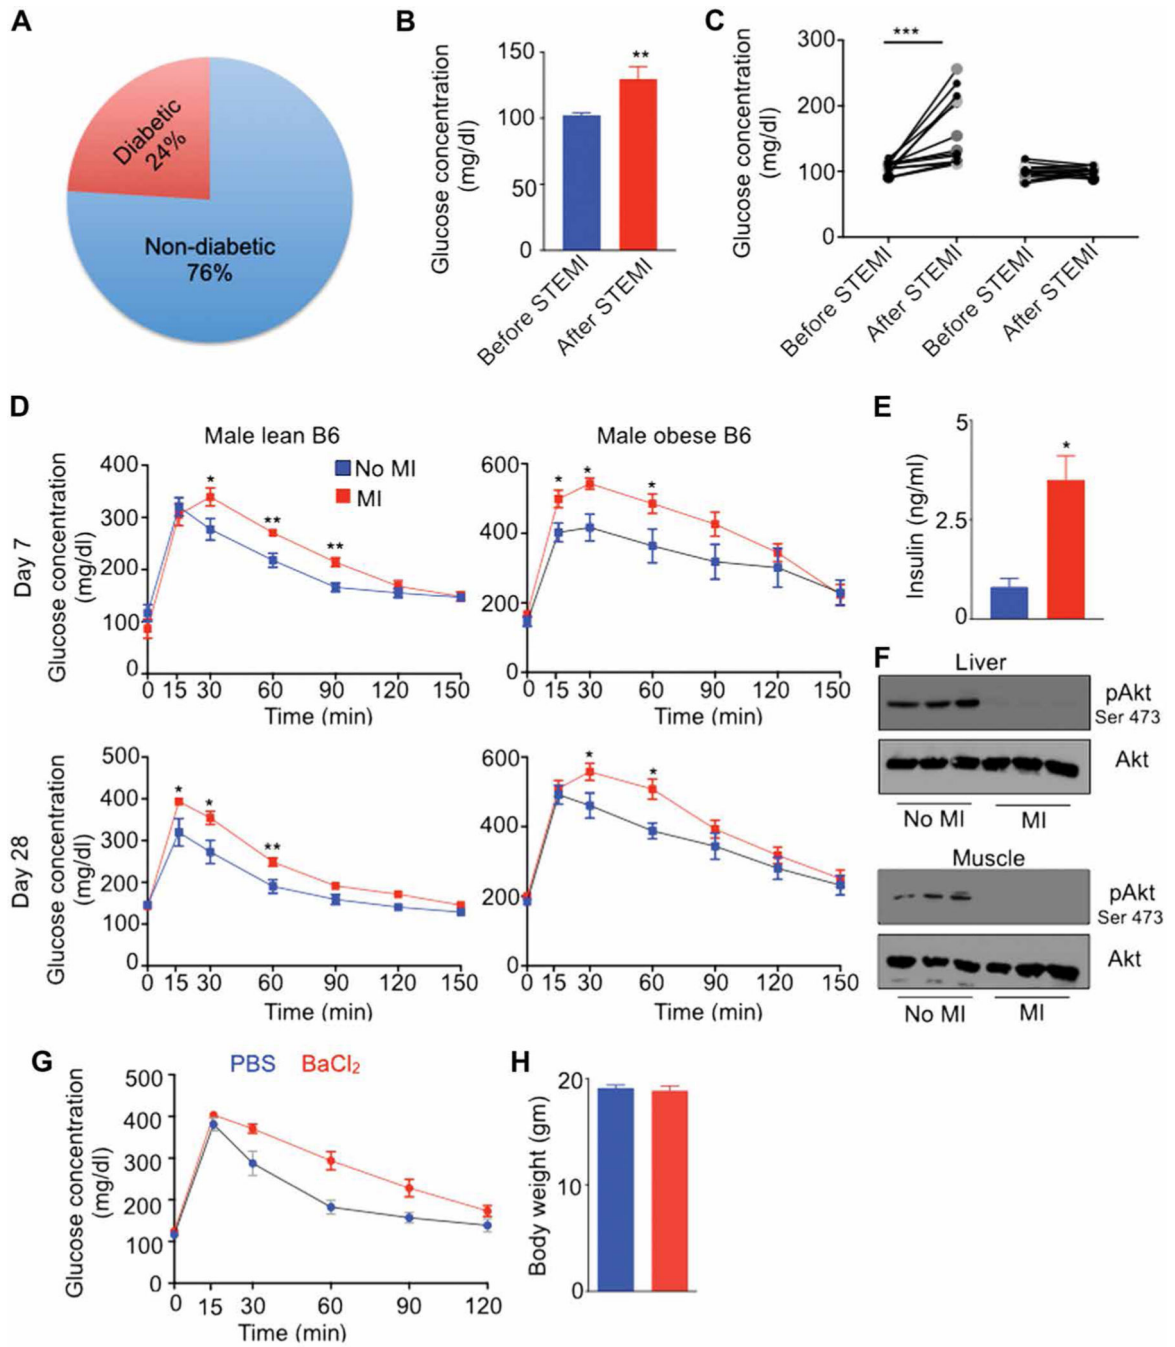 A
Diabetic
24%
Non-diabetic
76%
B
Glucose concentration
(mg/dl)
150
100
50
0
**
Before STEMI
After STEMI
C
Glucose concentration
(mg/dl)
300
200
100
0
***
Before STEMI
After STEMI
Before STEMI
After STEMI
D
Male lean B6
Day 7
Glucose concentration
(mg/dl)
400
300
200
100
0
No MI
MI
*
**
**
0 15 30 60 90 120 150
Time (min)
Male obese B6
600
400
200
0
* * *
0 15 30 60 90 120 150
Time (min)
Day 28
Glucose concentration
(mg/dl)
500
400
300
200
100
0
* *
**
0 15 30 60 90 120 150
Time (min)
600
400
200
0
* *
0 15 30 60 90 120 150
Time (min)
E
Insulin (ng/ml)
5
2.5
0
*
F
Liver
pAkt
Ser 473
Akt
No MI MI
Muscle
pAkt
Ser 473
Akt
No MI MI
G
PBS BaCl₂
Glucose concentration
(mg/dl)
500
400
300
200
100
0
0 15 30 60 90 120
Time (min)
H
Body weight (gm)
20
10
0